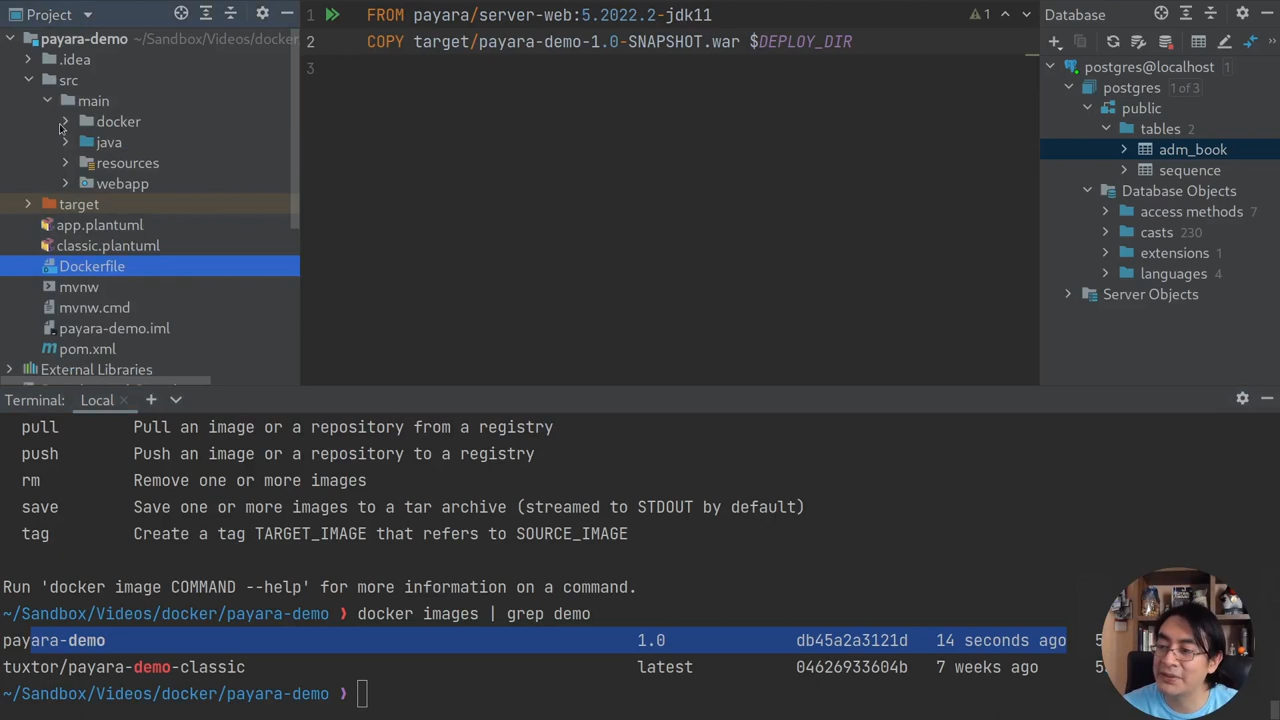 Project
payara-demo ~/Sandbox/Videos/docker
.idea
src
main
docker
java
resources
webapp
target
app.plantuml
classic.plantuml
Dockerfile
mvnw
mvnw.cmd
payara-demo.iml
pom.xml
External Libraries
1 FROM payara/server-web:5.2022.2-jdk11
2 COPY target/payara-demo-1.0-SNAPSHOT.war $DEPLOY_DIR
3
1
Database
postgres@localhost 1
postgres 1 of 3
public
tables 2
adm_book
sequence
Database Objects
access methods 7
casts 230
extensions 1
languages 4
Server Objects
Terminal: Local
pull Pull an image or a repository from a registry
push Push an image or a repository to a registry
rm Remove one or more images
save Save one or more images to a tar archive (streamed to STDOUT by default)
tag Create a tag TARGET_IMAGE that refers to SOURCE_IMAGE
Run 'docker image COMMAND --help' for more information on a command.
~/Sandbox/Videos/docker/payara-demo ❯ docker images | grep demo
payara-demo 1.0 db45a2a3121d 14 seconds ago
tuxtor/payara-demo-classic latest 04626933604b 7 weeks ago
~/Sandbox/Videos/docker/payara-demo ❯